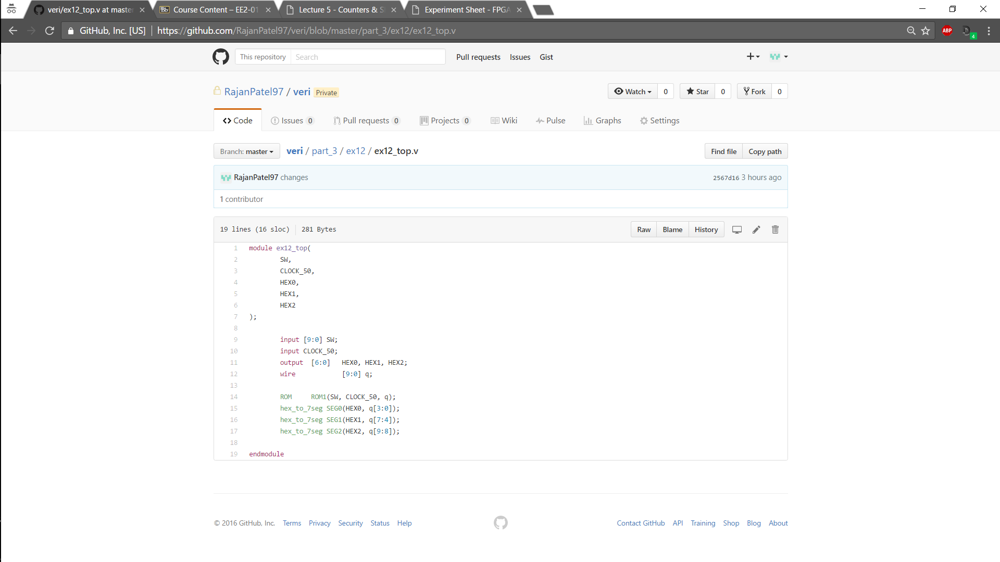 veri/ex12_top.v at master
Course Content – EE2-01
Lecture 5 - Counters & S
Experiment Sheet - FPGA
GitHub, Inc. [US] https://github.com/RajanPatel97/veri/blob/master/part_3/ex12/ex12_top.v
ABP
4
This repository Search Pull requests Issues Gist
RajanPatel97 / veri Private
Watch 0 Star 0 Fork 0
Code Issues 0 Pull requests 0 Projects 0 Wiki Pulse Graphs Settings
Branch: master veri / part_3 / ex12 / ex12_top.v Find file Copy path
RajanPatel97 changes 2567d16 3 hours ago
1 contributor
19 lines (16 sloc) 281 Bytes Raw Blame History
1 module ex12_top(
2 SW,
3 CLOCK_50,
4 HEX0,
5 HEX1,
6 HEX2
7 );
8
9 input [9:0] SW;
10 input CLOCK_50;
11 output [6:0] HEX0, HEX1, HEX2;
12 wire [9:0] q;
13
14 ROM ROM1(SW, CLOCK_50, q);
15 hex_to_7seg SEG0(HEX0, q[3:0]);
16 hex_to_7seg SEG1(HEX1, q[7:4]);
17 hex_to_7seg SEG2(HEX2, q[9:8]);
18
19 endmodule
© 2016 GitHub, Inc. Terms Privacy Security Status Help Contact GitHub API Training Shop Blog About